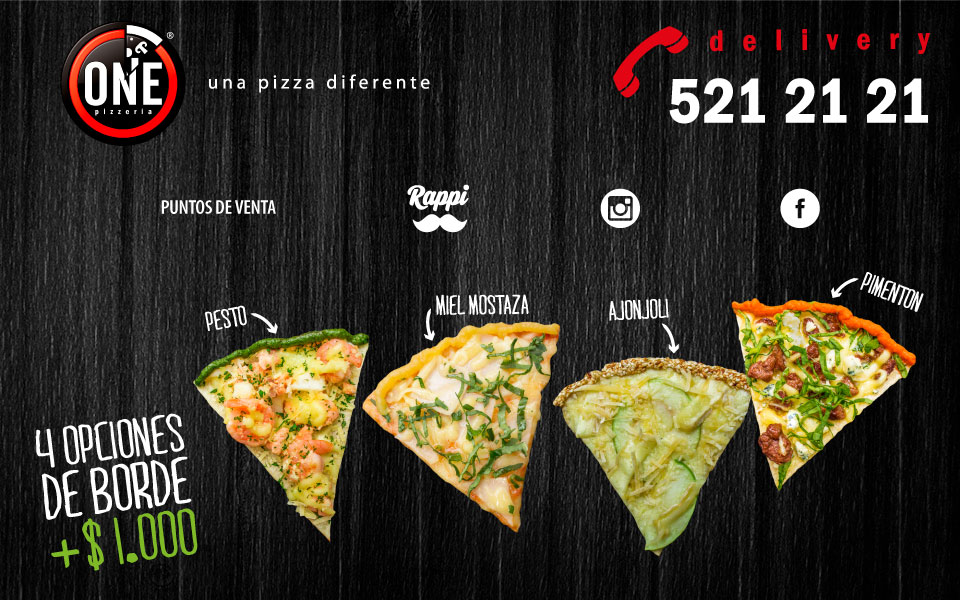 ONE
pizzeria
®
una pizza diferente
delivery
521 21 21
PUNTOS DE VENTA
Rappi
f
PESTO
MIEL MOSTAZA
AJONJOLI
PIMENTON
4 OPCIONES
DE BORDE
+ $ 1.000